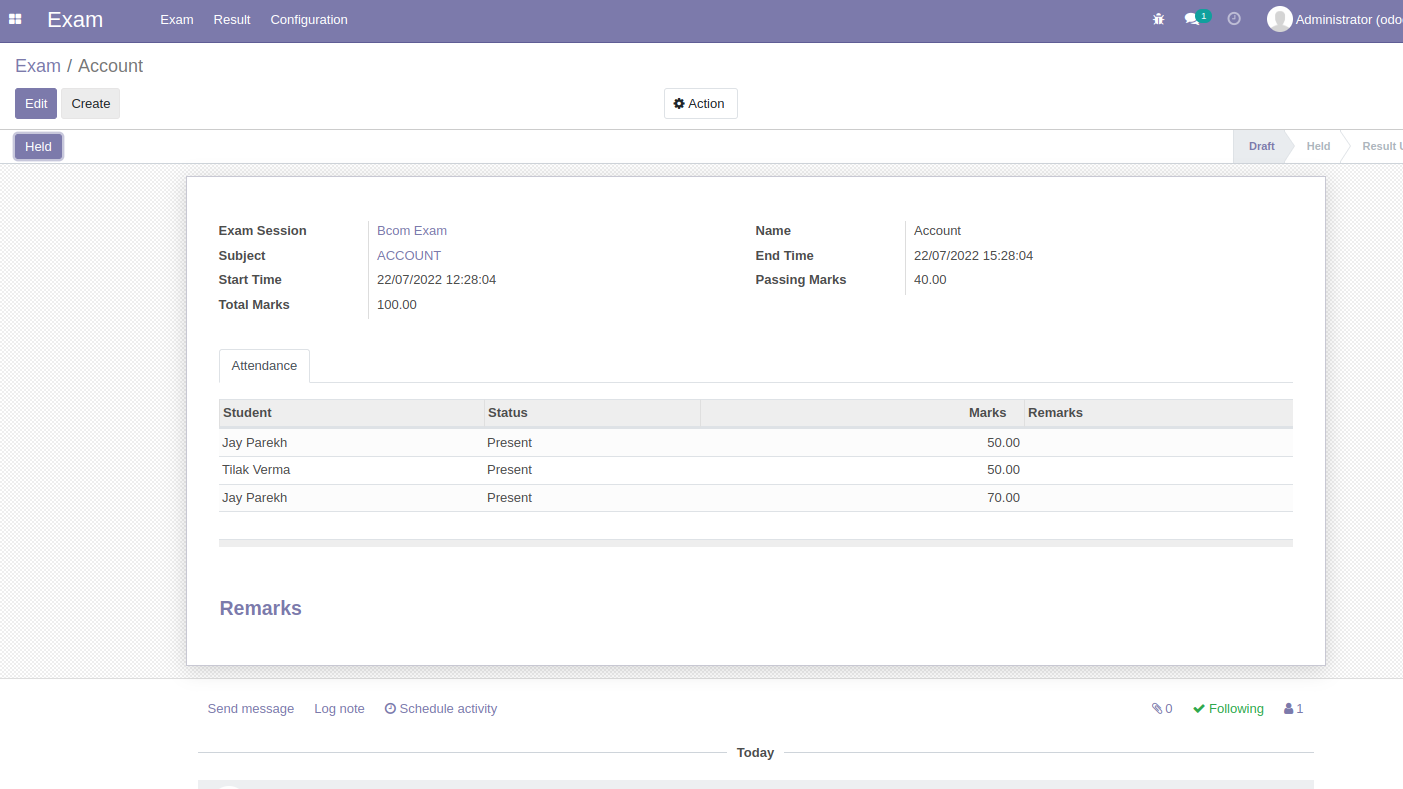 Exam Exam Result Configuration 1 Administrator (odo
Exam / Account
Edit Create Action
Held Draft Held Result U
Exam Session Bcom Exam Name Account
Subject ACCOUNT End Time 22/07/2022 15:28:04
Start Time 22/07/2022 12:28:04 Passing Marks 40.00
Total Marks 100.00
Attendance
Student Status Marks Remarks
Jay Parekh Present 50.00
Tilak Verma Present 50.00
Jay Parekh Present 70.00
Remarks
Send message Log note Schedule activity 0 Following 1
Today